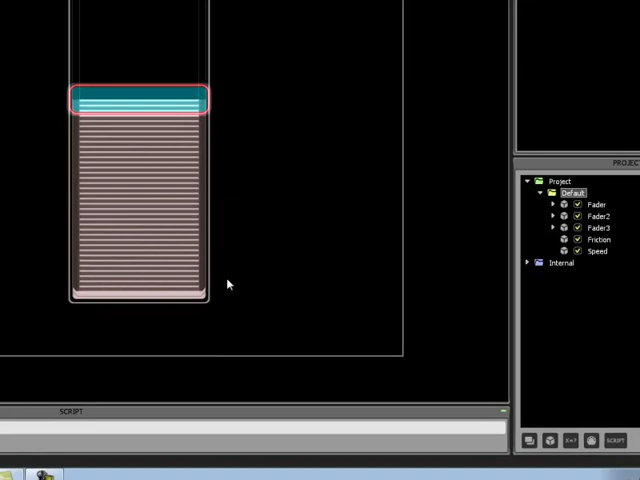 PROJECT
Project
Default
Fader
Fader2
Fader3
Friction
Speed
Internal
SCRIPT
X=?
SCRIPT